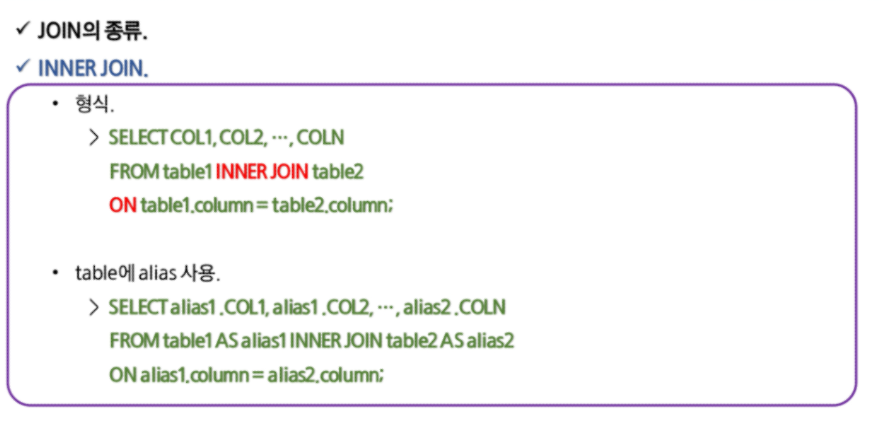 ✓ JOIN의 종류.
✓ INNER JOIN.
• 형식.
> SELECT COL1, COL2, ···, COLN
FROM table1 INNER JOIN table2
ON table1.column = table2.column;
• table에 alias 사용.
> SELECT alias1.COL1, alias1.COL2, ···, alias2.COLN
FROM table1 AS alias1 INNER JOIN table2 AS alias2
ON alias1.column = alias2.column;